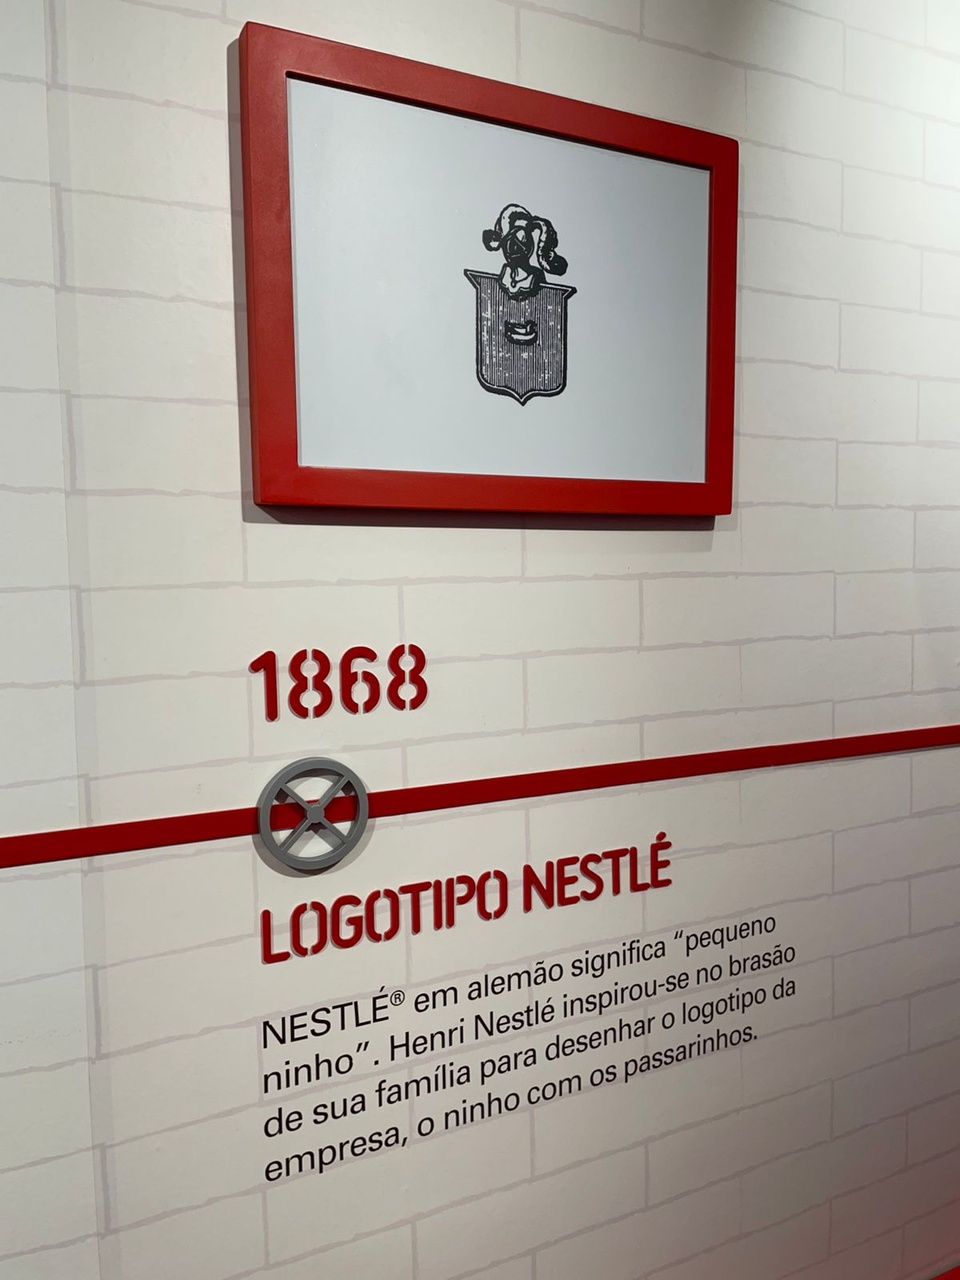 1868
LOGOTIPO NESTLÉ
NESTLÉ® em alemão significa “pequeno
ninho”. Henri Nestlé inspirou-se no brasão
de sua família para desenhar o logotipo da
empresa, o ninho com os passarinhos.